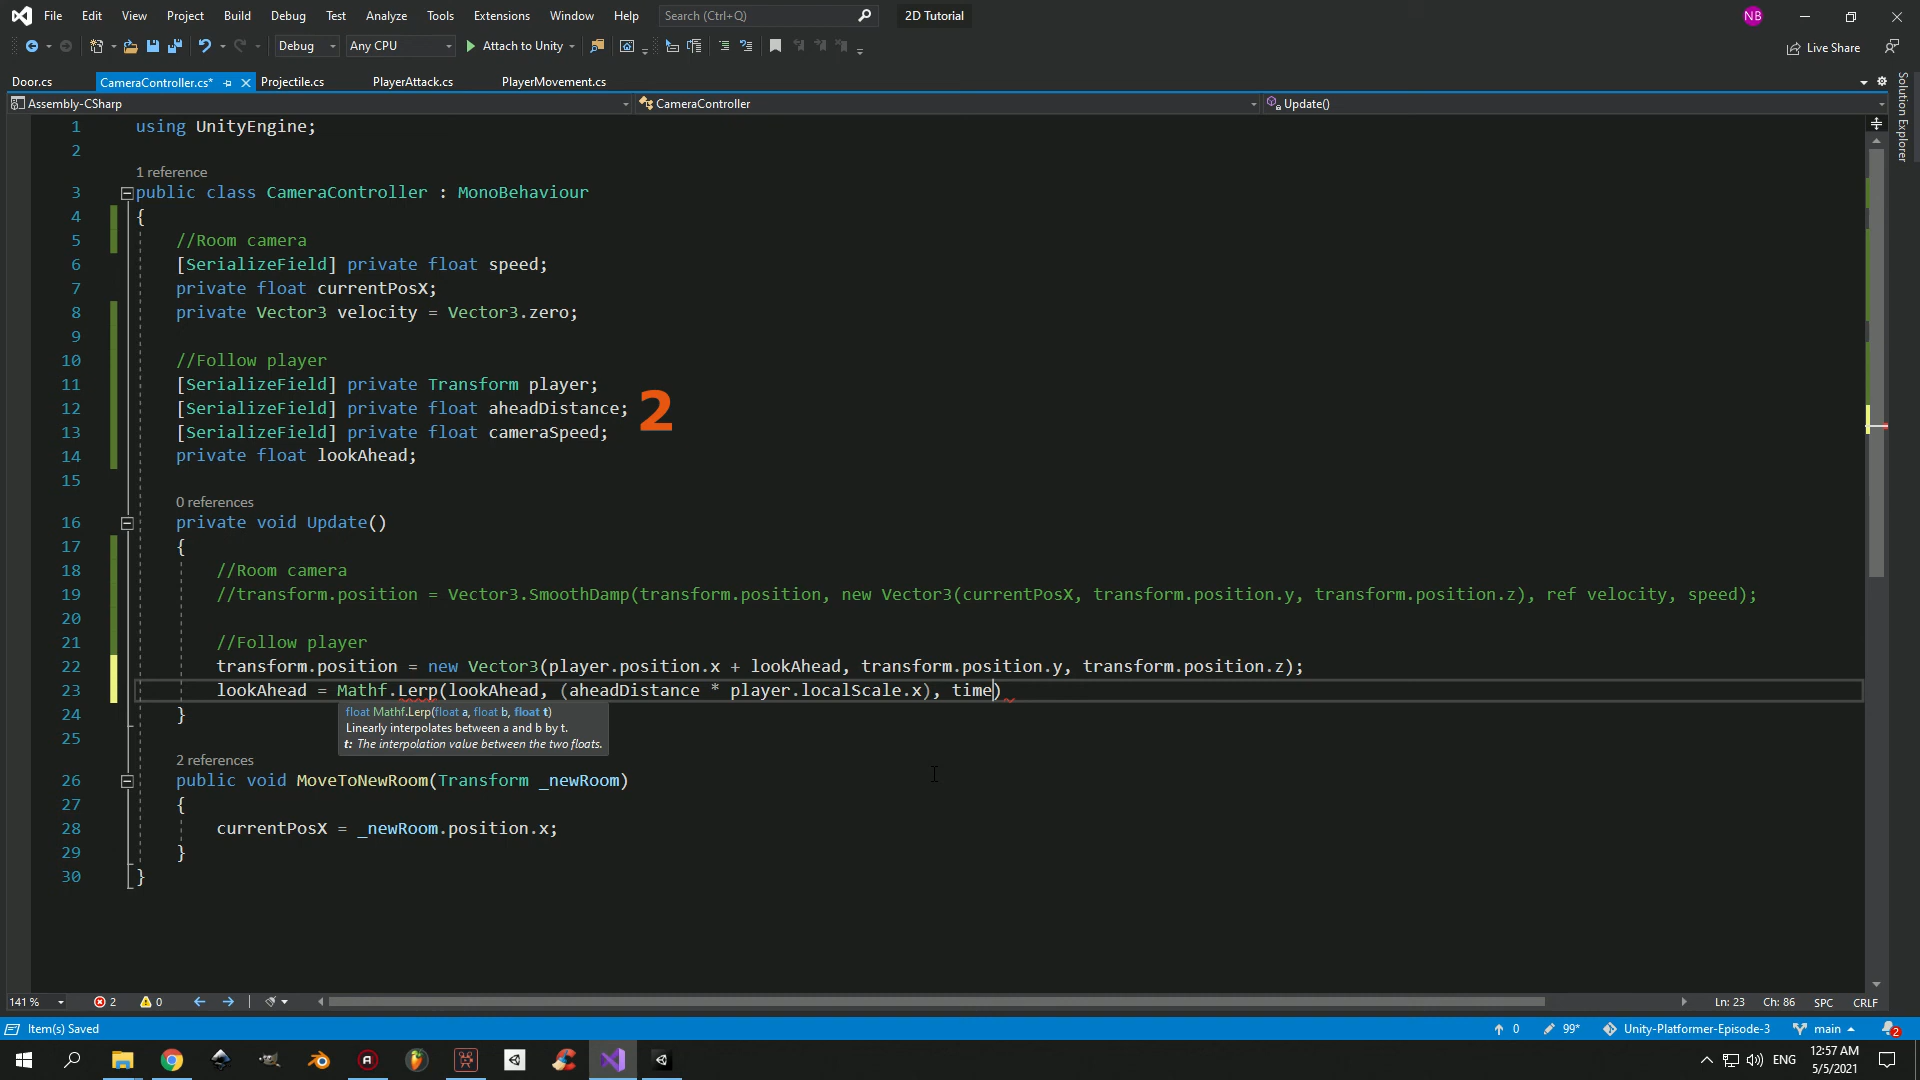 File Edit View Project Build Debug Test Analyze Tools Extensions Window Help Search (Ctrl+Q) 2D Tutorial NB
Debug Any CPU Attach to Unity Live Share
Door.cs CameraController.cs* Projectile.cs PlayerAttack.cs PlayerMovement.cs
Assembly-CSharp CameraController Update()
Solution Explorer
1 using UnityEngine;
2
1 reference
3 public class CameraController : MonoBehaviour
4 {
5 //Room camera
6 [SerializeField] private float speed;
7 private float currentPosX;
8 private Vector3 velocity = Vector3.zero;
9
10 //Follow player
11 [SerializeField] private Transform player;
12 [SerializeField] private float aheadDistance; 2
13 [SerializeField] private float cameraSpeed;
14 private float lookAhead;
15
0 references
16 private void Update()
17 {
18 //Room camera
19 //transform.position = Vector3.SmoothDamp(transform.position, new Vector3(currentPosX, transform.position.y, transform.position.z), ref velocity, speed);
20
21 //Follow player
22 transform.position = new Vector3(player.position.x + lookAhead, transform.position.y, transform.position.z);
23 lookAhead = Mathf.Lerp(lookAhead, (aheadDistance * player.localScale.x), time)
24 }
float Mathf.Lerp(float a, float b, float t)
Linearly interpolates between a and b by t.
t: The interpolation value between the two floats.
25
2 references
26 public void MoveToNewRoom(Transform _newRoom)
27 {
28 currentPosX = _newRoom.position.x;
29 }
30 }
141 % 2 0 Ln: 23 Ch: 86 SPC CRLF
Item(s) Saved 0 99* Unity-Platformer-Episode-3 main 2
ENG 12:57 AM
5/5/2021